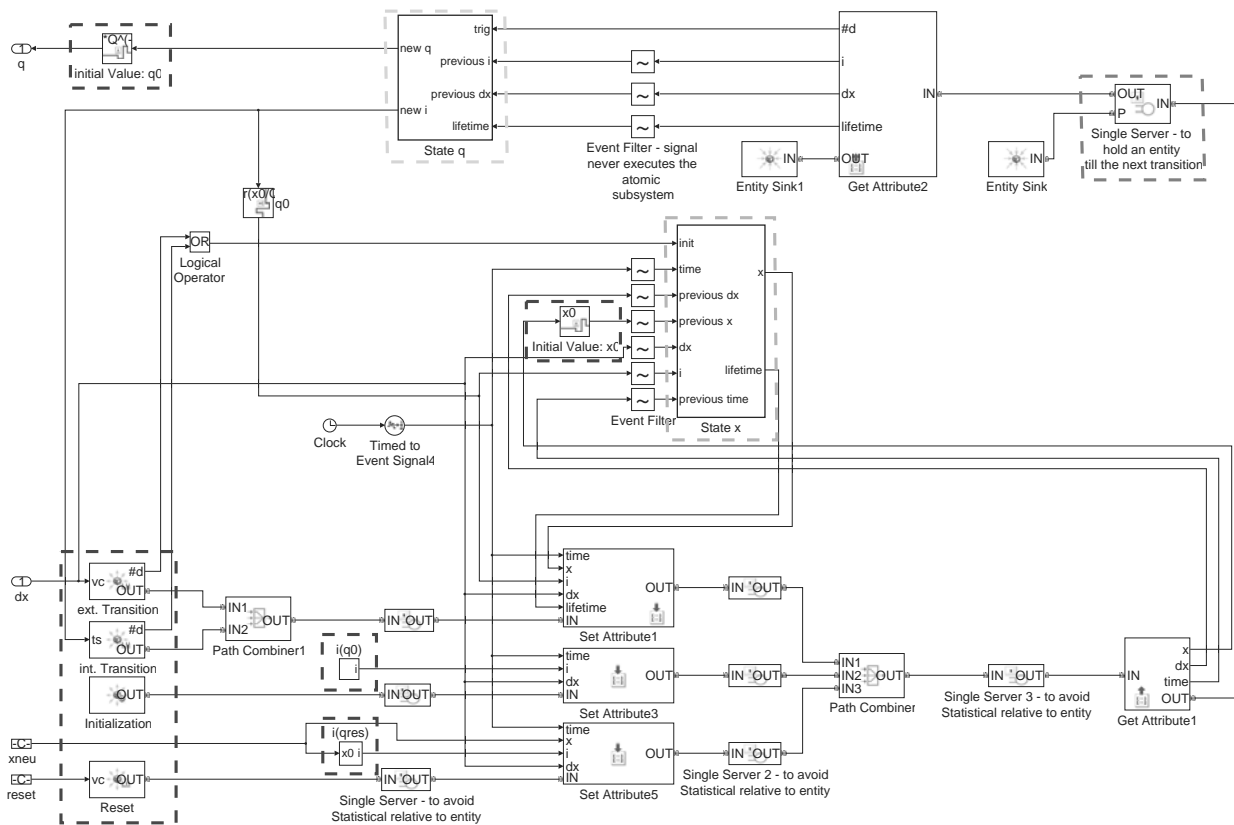 1
q
*Q^(-
initial Value: q0
trig
new q
previous i
previous dx
new i
lifetime
State q
~
~
~
Event Filter - signal
never executes the
atomic
subsystem
#d
i
dx
lifetime
OUT
IN
Get Attribute2
IN
Entity Sink1
IN
Entity Sink
OUT
P
IN
Single Server - to
hold an entity
till the next transition
r(x0/
q0
OR
Logical
Operator
x0
Initial Value: x0
~
~
~
~
~
~
Event Filter
init
time
previous dx
previous x
dx
i
previous time
x
lifetime
State x
Clock
Timed to
Event Signal4
1
dx
vc
#d
OUT
ext. Transition
ts
#d
OUT
int. Transition
OUT
Initialization
-C-
xneu
-C-
reset
vc
OUT
Reset
IN1
IN2
OUT
Path Combiner1
IN OUT
i(q0)
i
IN OUT
i(qres)
x0 i
IN OUT
Single Server - to avoid
Statistical relative to entity
time
x
i
dx
lifetime
IN
OUT
Set Attribute1
time
i
dx
IN
OUT
Set Attribute3
time
x
i
dx
IN
OUT
Set Attribute5
IN OUT
IN OUT
IN OUT
Single Server 2 - to avoid
Statistical relative to entity
IN1
IN2
IN3
OUT
Path Combiner
IN OUT
Single Server 3 - to avoid
Statistical relative to entity
IN
x
dx
time
OUT
Get Attribute1